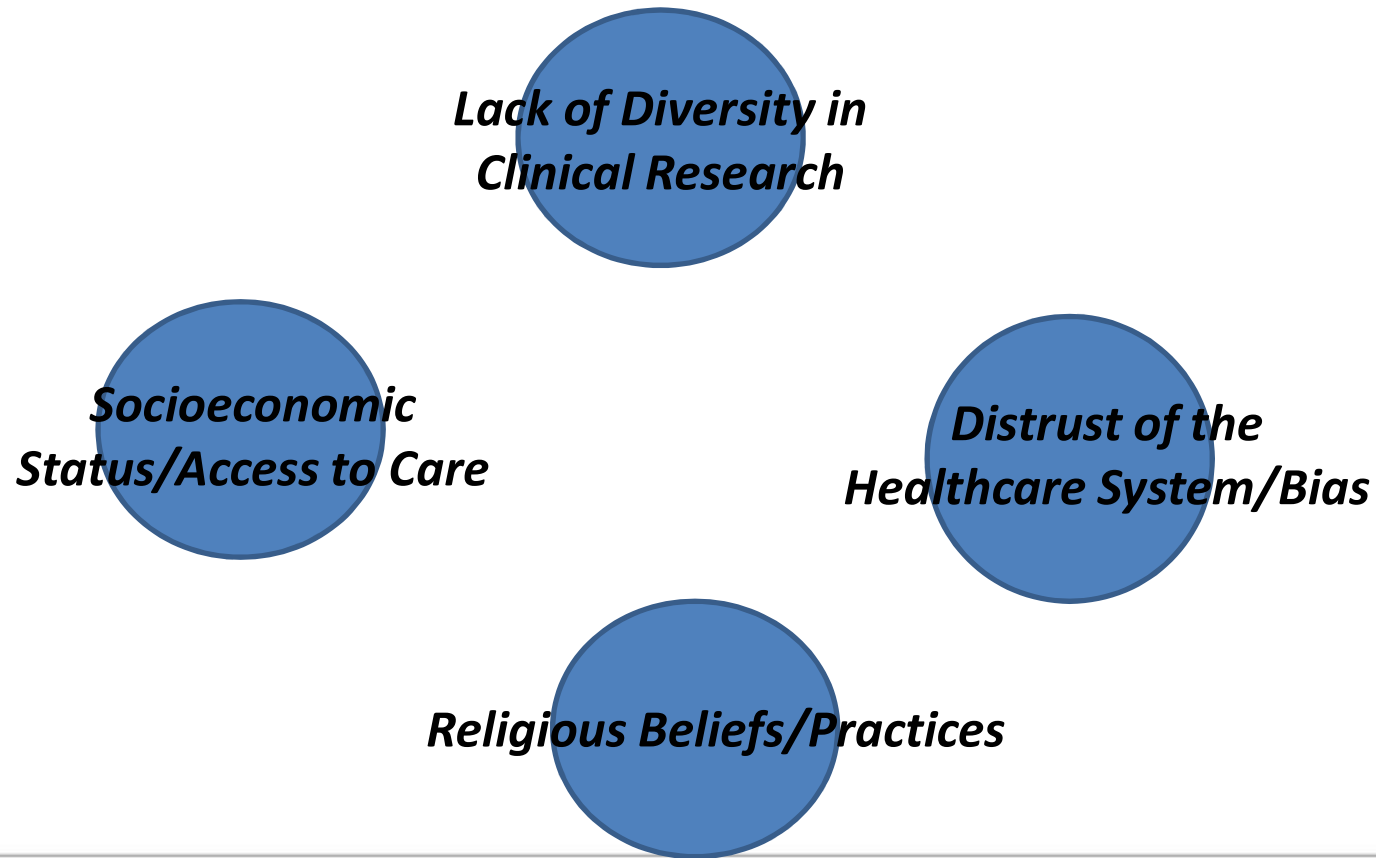 Lack of Diversity in
Clinical Research
Socioeconomic
Status/Access to Care
Distrust of the
Healthcare System/Bias
Religious Beliefs/Practices